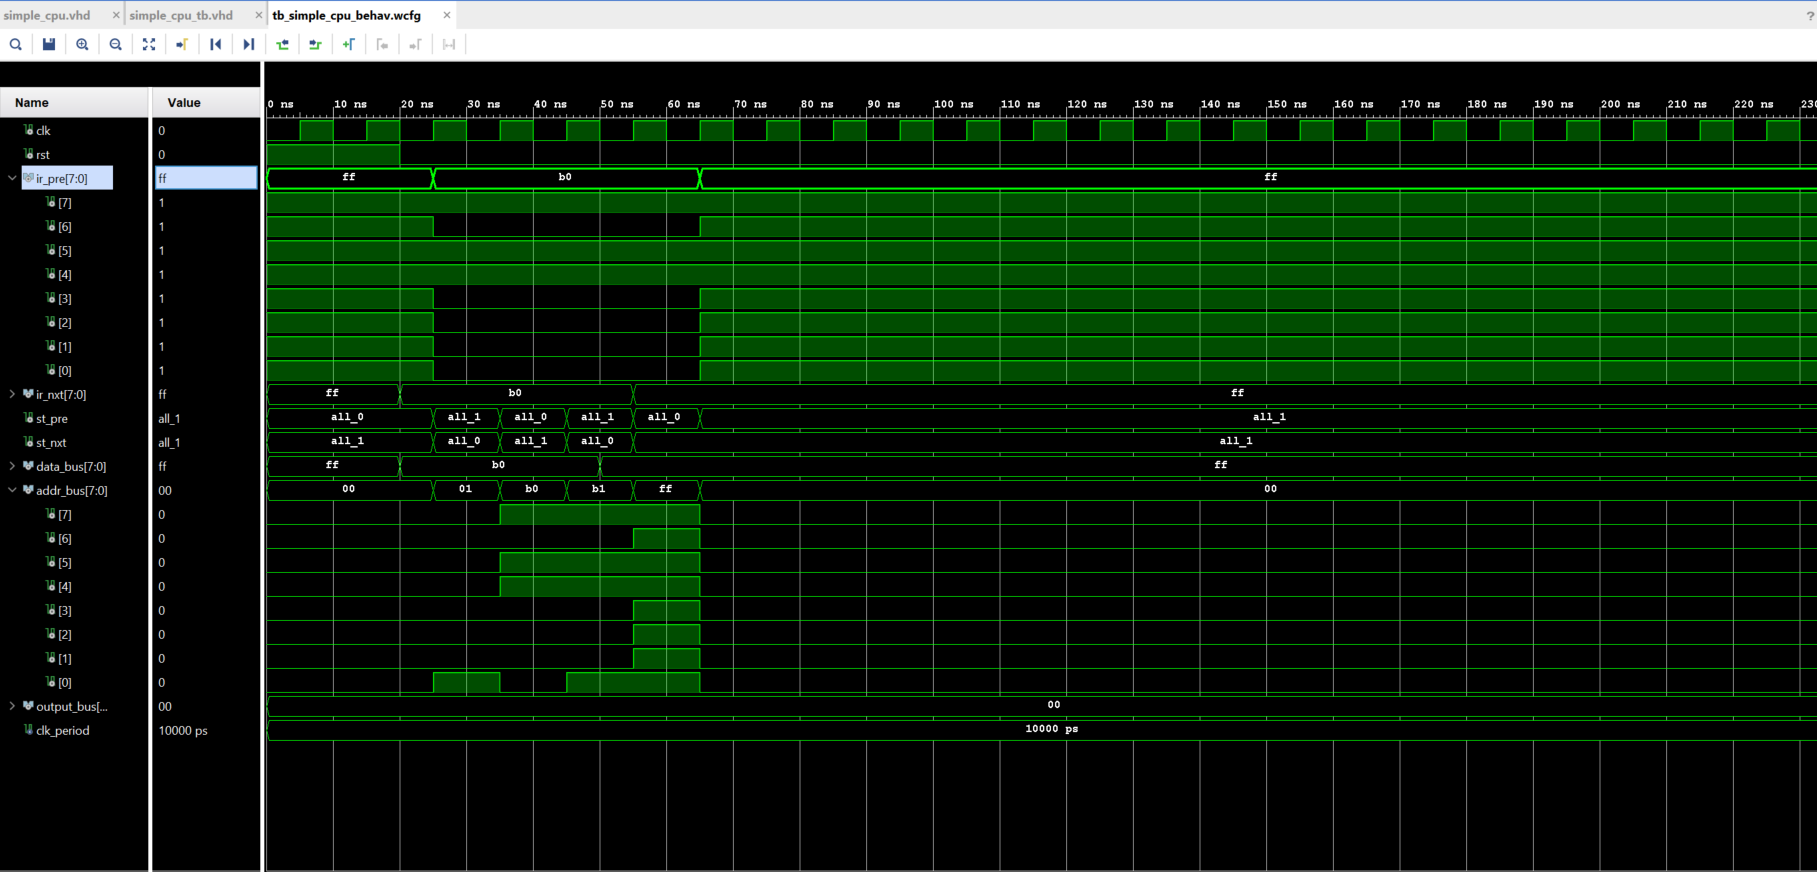 simple_cpu.vhd × simple_cpu_tb.vhd × tb_simple_cpu_behav.wcfg × ?
Name Value 0 ns 10 ns 20 ns 30 ns 40 ns 50 ns 60 ns 70 ns 80 ns 90 ns 100 ns 110 ns 120 ns 130 ns 140 ns 150 ns 160 ns 170 ns 180 ns 190 ns 200 ns 210 ns 220 ns 230
clk 0
rst 0
ir_pre[7:0] ff ff b0 ff
[7] 1
[6] 1
[5] 1
[4] 1
[3] 1
[2] 1
[1] 1
[0] 1
ir_nxt[7:0] ff ff b0 ff
st_pre all_1 all_0 all_1 all_0 all_1 all_0 all_1
st_nxt all_1 all_1 all_0 all_1 all_0 all_1
data_bus[7:0] ff ff b0 ff
addr_bus[7:0] 00 00 01 b0 b1 ff 00
[7] 0
[6] 0
[5] 0
[4] 0
[3] 0
[2] 0
[1] 0
[0] 0
output_bus[... 00 00
clk_period 10000 ps 10000 ps